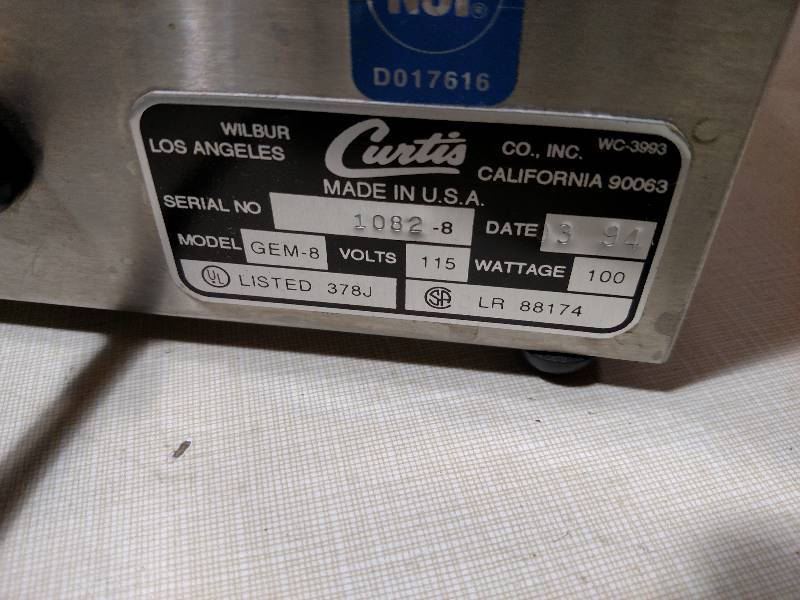 NSF®
D017616
WILBUR Curtis CO., INC. WC-3993
LOS ANGELES CALIFORNIA 90063
MADE IN U.S.A.
SERIAL NO 1082-8 DATE 3 94
MODEL GEM-8 VOLTS 115 WATTAGE 100
UL LISTED 378J SA LR 88174